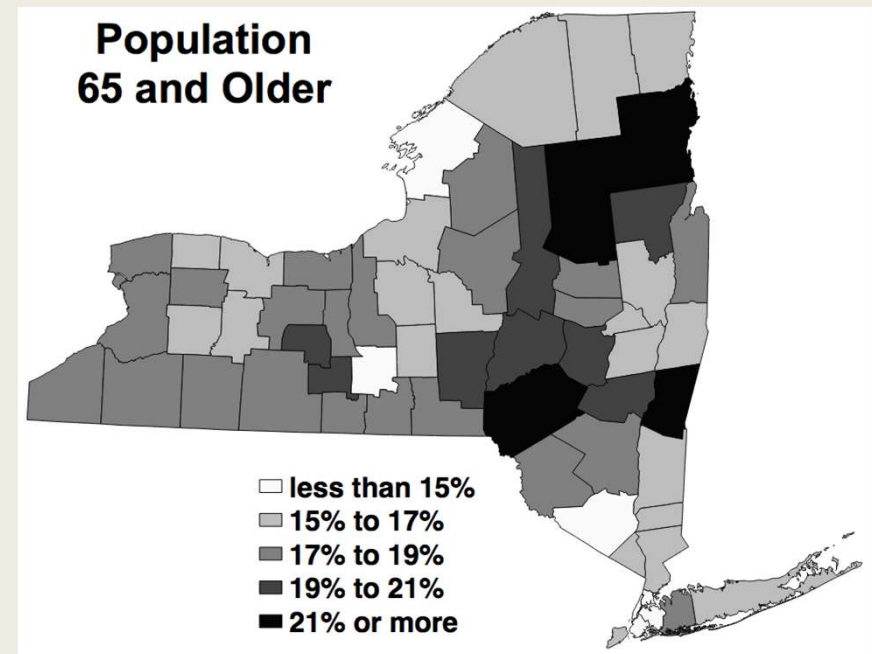 Population
65 and Older
less than 15%
15% to 17%
17% to 19%
19% to 21%
21% or more